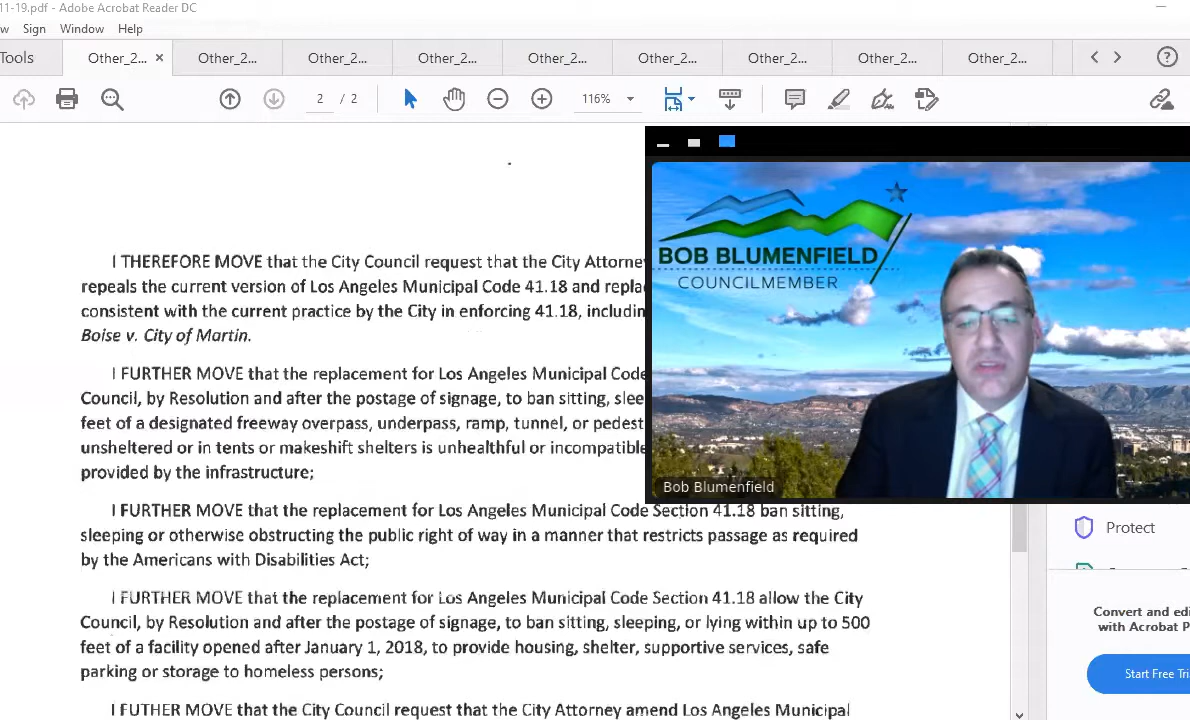 11-19.pdf - Adobe Acrobat Reader DC
w Sign Window Help
Tools Other_2... × Other_2... Other_2... Other_2... Other_2... Other_2... Other_2... Other_2... Other_2...
2 / 2 116%
I THEREFORE MOVE that the City Council request that the City Attorney
repeals the current version of Los Angeles Municipal Code 41.18 and repla
consistent with the current practice by the City in enforcing 41.18, includin
Boise v. City of Martin.
I FURTHER MOVE that the replacement for Los Angeles Municipal Code
Council, by Resolution and after the postage of signage, to ban sitting, slee
feet of a designated freeway overpass, underpass, ramp, tunnel, or pedest
unsheltered or in tents or makeshift shelters is unhealthful or incompatible
provided by the infrastructure;
I FURTHER MOVE that the replacement for Los Angeles Municipal Code Section 41.18 ban sitting,
sleeping or otherwise obstructing the public right of way in a manner that restricts passage as required
by the Americans with Disabilities Act;
I FURTHER MOVE that the replacement for Los Angeles Municipal Code Section 41.18 allow the City
Council, by Resolution and after the postage of signage, to ban sitting, sleeping, or lying within up to 500
feet of a facility opened after January 1, 2018, to provide housing, shelter, supportive services, safe
parking or storage to homeless persons;
I FUTHER MOVE that the City Council request that the City Attorney amend Los Angeles Municipal
BOB BLUMENFIELD
COUNCILMEMBER
Bob Blumenfield
Protect
Convert and edi
with Acrobat P
Start Free Tri